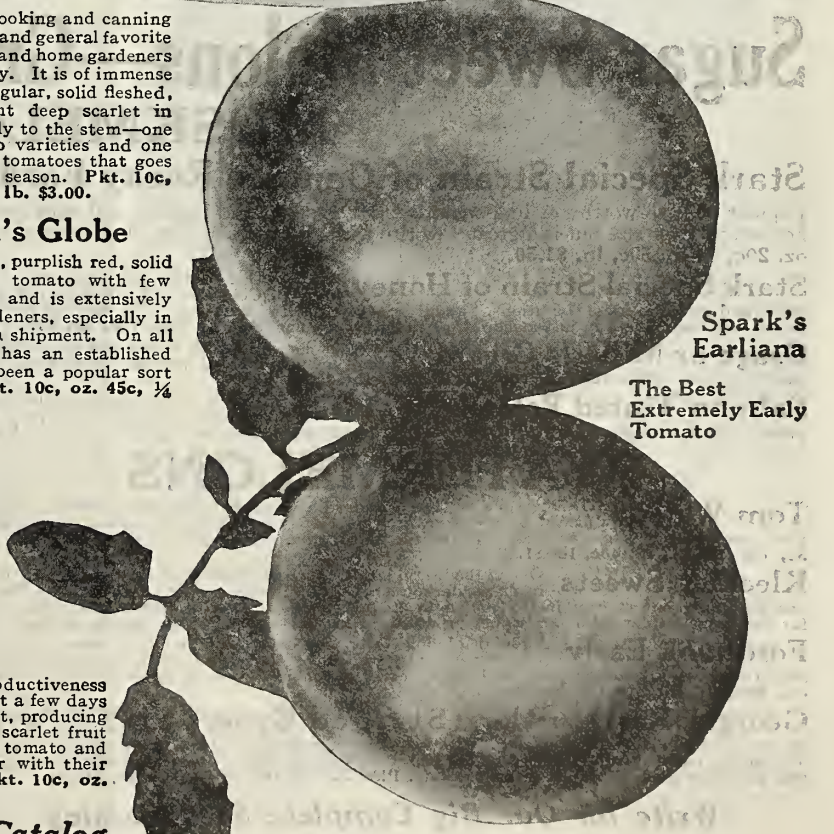 ooking and canning
and general favorite
and home gardeners
y. It is of immense
gular, solid fleshed,
nt deep scarlet in
ly to the stem—one
o varieties and one
tomatoes that goes
season. Pkt. 10c,
lb. $3.00.
's Globe
, purplish red, solid
tomato with few
and is extensively
deners, especially in
shipment. On all
has an established
been a popular sort
t. 10c, oz. 45c, ¼
Spark's
Earliana
The Best
Extremely Early
Tomato
oductiveness
t a few days
t, producing
scarlet fruit
tomato and
r with their
kt. 10c, oz.
Catalog